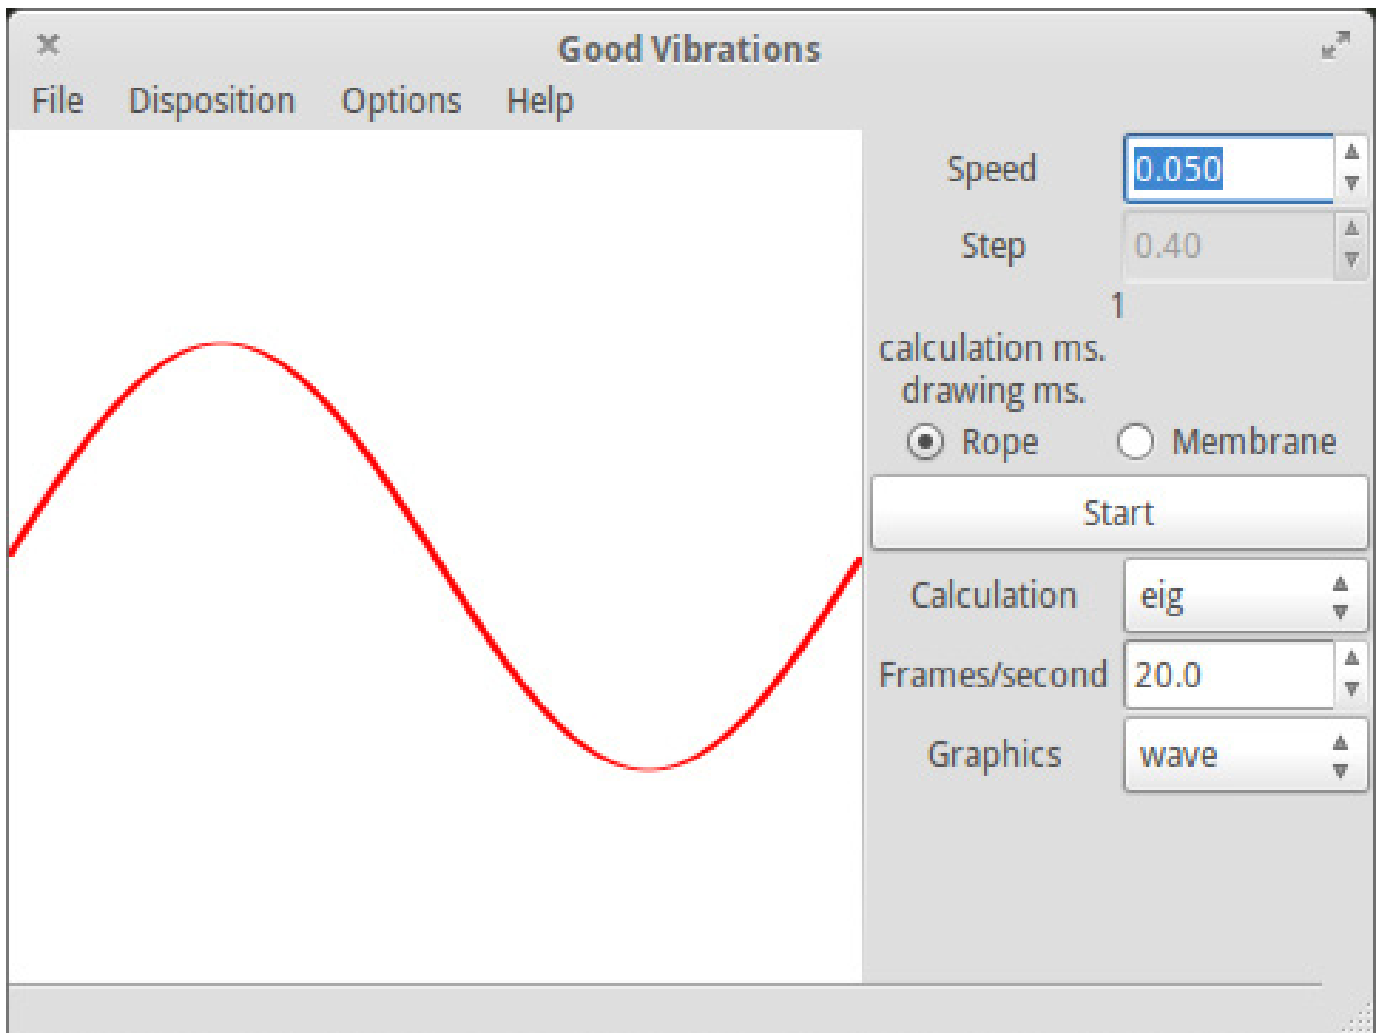 Good Vibrations
File Disposition Options Help
Speed 0.050
Step 0.40
1
calculation ms.
drawing ms.
Rope Membrane
Start
Calculation eig
Frames/second 20.0
Graphics wave